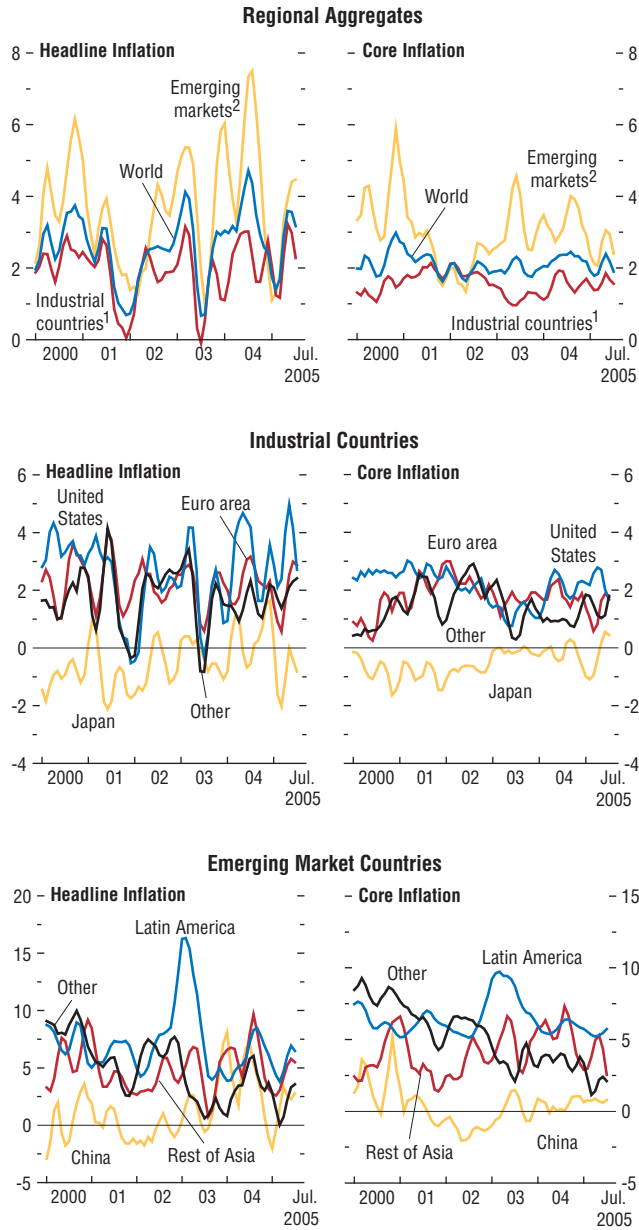 Regional Aggregates
Headline Inflation
Core Inflation
8
6
4
2
0
8
6
4
2
0
Emerging
markets2
World
Industrial
countries1
Emerging
markets2
World
Industrial countries1
2000 01 02 03 04 Jul.
2005
2000 01 02 03 04 Jul.
2005
Industrial Countries
Headline Inflation
Core Inflation
6
4
2
0
-2
-4
6
4
2
0
-2
-4
United
States
Euro area
Japan
Other
Euro area
United
States
Other
Japan
2000 01 02 03 04 Jul.
2005
2000 01 02 03 04 Jul.
2005
Emerging Market Countries
Headline Inflation
Core Inflation
20
15
10
5
0
-5
15
10
5
0
-5
Latin America
Other
China
Rest of Asia
Other
Latin America
Rest of Asia
China
2000 01 02 03 04 Jul.
2005
2000 01 02 03 04 Jul.
2005